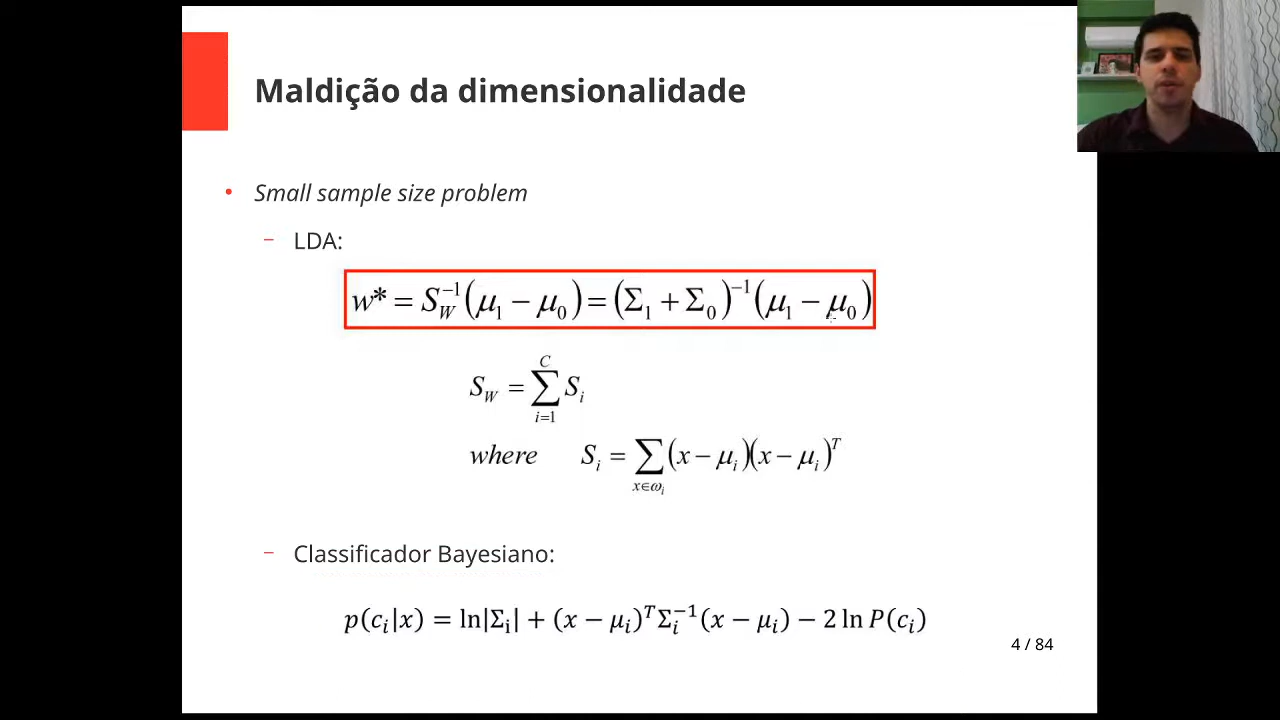 Maldição da dimensionalidade
• Small sample size problem
– LDA:
w* = S_W^{-1}(μ_1 − μ_0) = (Σ_1 + Σ_0)^{-1}(μ_1 − μ_0)
S_W = ∑_{i=1}^{C} S_i
where S_i = ∑_{x∈ω_i} (x − μ_i)(x − μ_i)^T
– Classificador Bayesiano:
p(c_i|x) = ln|Σ_i| + (x − μ_i)^T Σ_i^{-1}(x − μ_i) − 2 ln P(c_i)
4 / 84